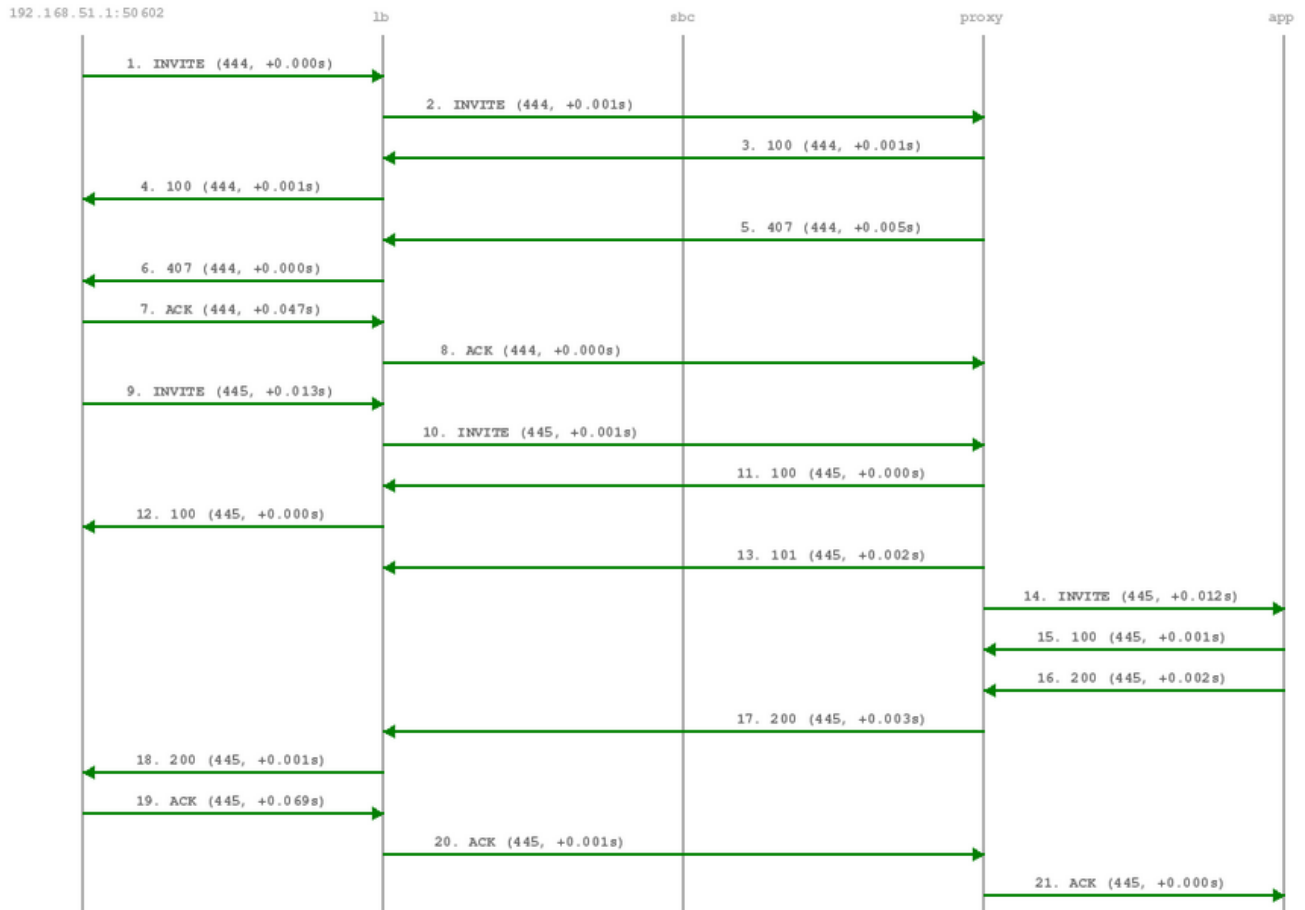 192.168.51.1:50602 lb sbc proxy app
1. INVITE (444, +0.000s)
2. INVITE (444, +0.001s)
3. 100 (444, +0.001s)
4. 100 (444, +0.001s)
5. 407 (444, +0.005s)
6. 407 (444, +0.000s)
7. ACK (444, +0.047s)
8. ACK (444, +0.000s)
9. INVITE (445, +0.013s)
10. INVITE (445, +0.001s)
11. 100 (445, +0.000s)
12. 100 (445, +0.000s)
13. 101 (445, +0.002s)
14. INVITE (445, +0.012s)
15. 100 (445, +0.001s)
16. 200 (445, +0.002s)
17. 200 (445, +0.003s)
18. 200 (445, +0.001s)
19. ACK (445, +0.069s)
20. ACK (445, +0.001s)
21. ACK (445, +0.000s)